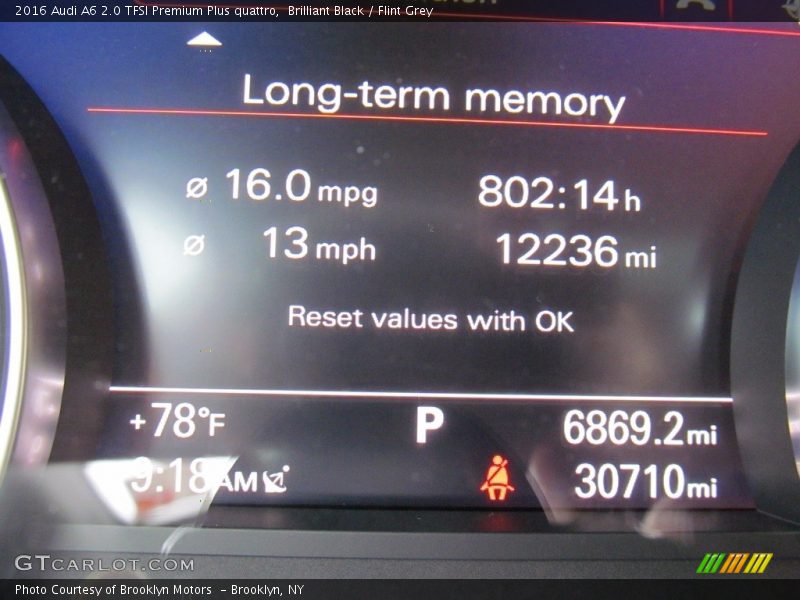 2016 Audi A6 2.0 TFSI Premium Plus quattro, Brilliant Black / Flint Grey
Long-term memory
Ø 16.0 mpg 802:14 h
Ø 13 mph 12236 mi
Reset values with OK
+78°F P 6869.2 mi
9:18 AM 30710 mi
GTCARLOT.COM
Photo Courtesy of Brooklyn Motors - Brooklyn, NY